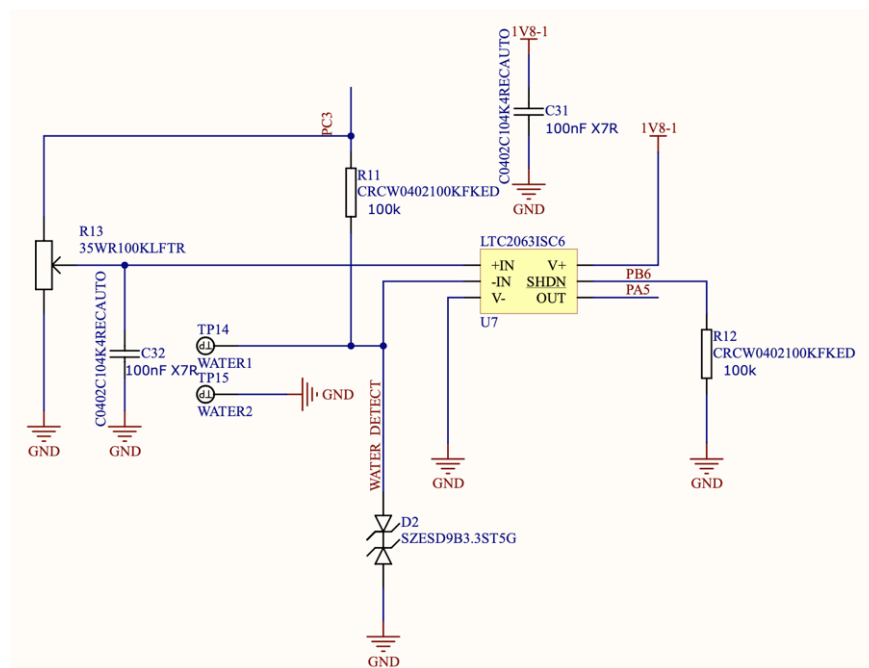 1V8-1
C0402C104K4RECAUTO
C31
100nF X7R
GND
PC3
R11
CRCW0402100KFKED
100k
1V8-1
R13
35WR100KLFTR
LTC2063ISC6
+IN V+
-IN SHDN
V- OUT
U7
PB6
PA5
C0402C104K4RECAUTO
C32
100nF X7R
TP14
TP
WATER1
TP15
TP
WATER2
GND
R12
CRCW0402100KFKED
100k
GND
GND
WATER DETECT
GND
GND
D2
SZESD9B3.3ST5G
GND